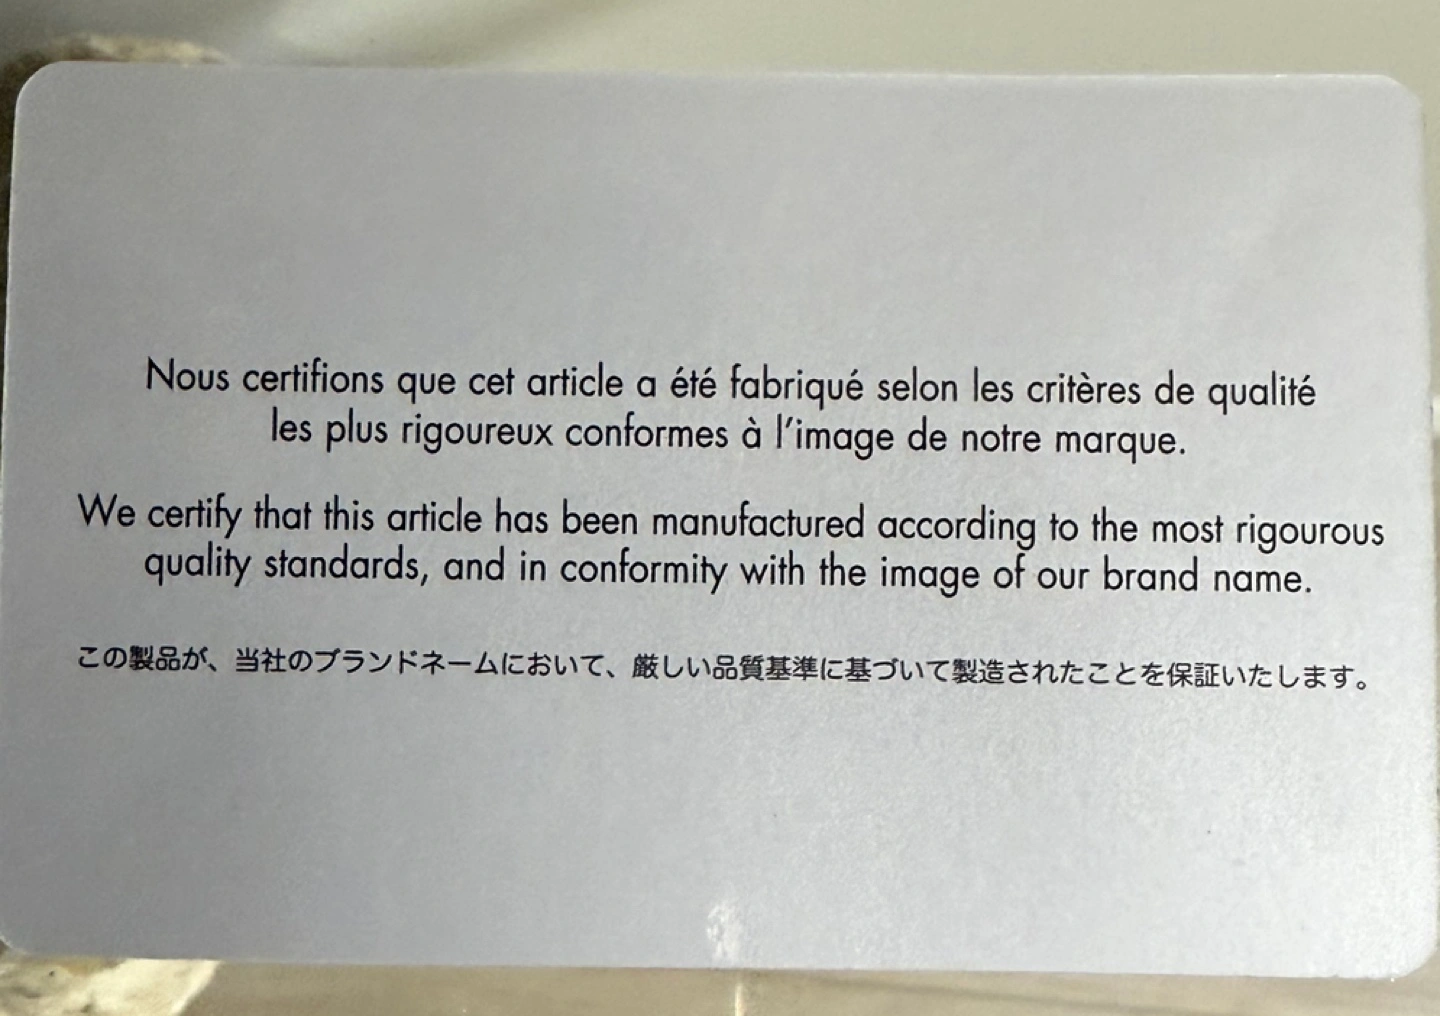 Nous certifions que cet article a été fabriqué selon les critères de qualité
les plus rigoureux conformes à l'image de notre marque.
We certify that this article has been manufactured according to the most rigourous
quality standards, and in conformity with the image of our brand name.
この製品が、当社のブランドネームにおいて、厳しい品質基準に基づいて製造されたことを保証いたします。